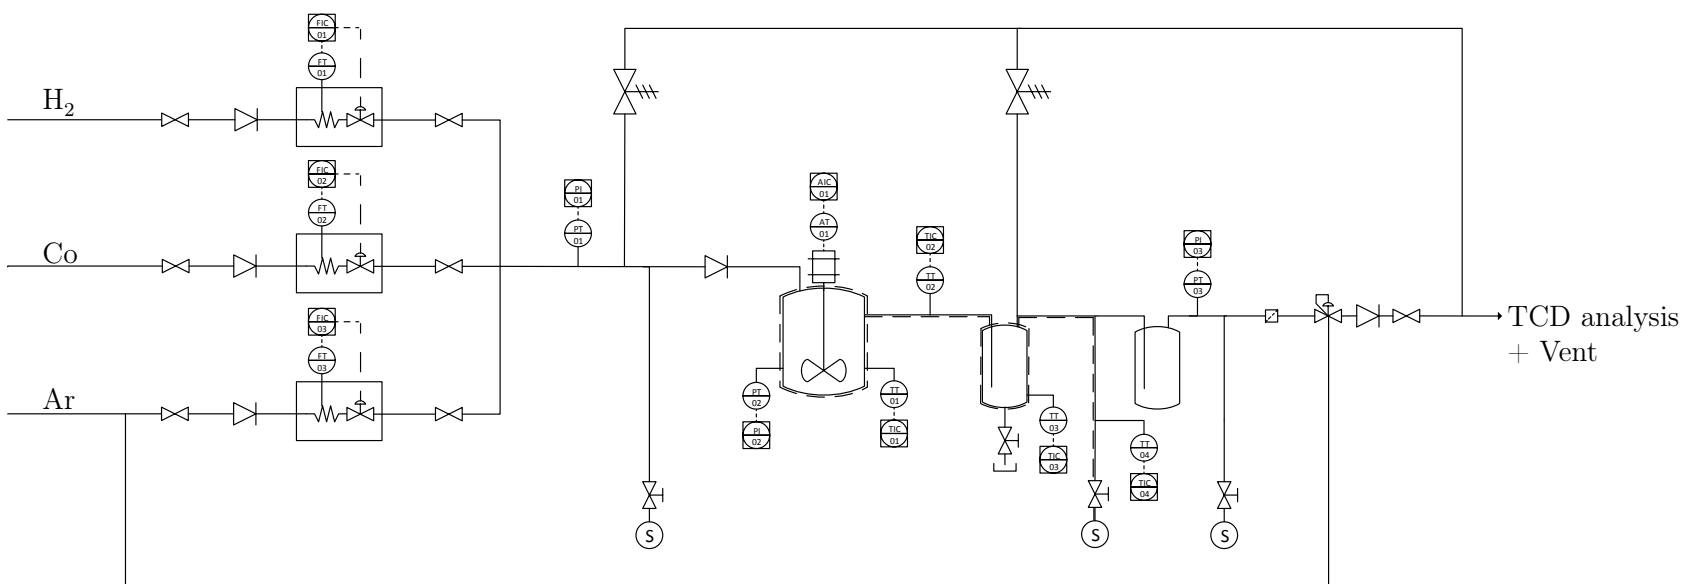 FIC
01
FT
01
H2
FIC
02
FT
02
Co
FIC
03
FT
03
Ar
PI
01
PT
01
AIC
01
AT
01
TIC
02
TT
02
PI
03
PT
03
TCD analysis
+ Vent
PT
02
PI
02
TT
01
TIC
01
TT
03
TIC
03
TT
04
TIC
04
S
S
S